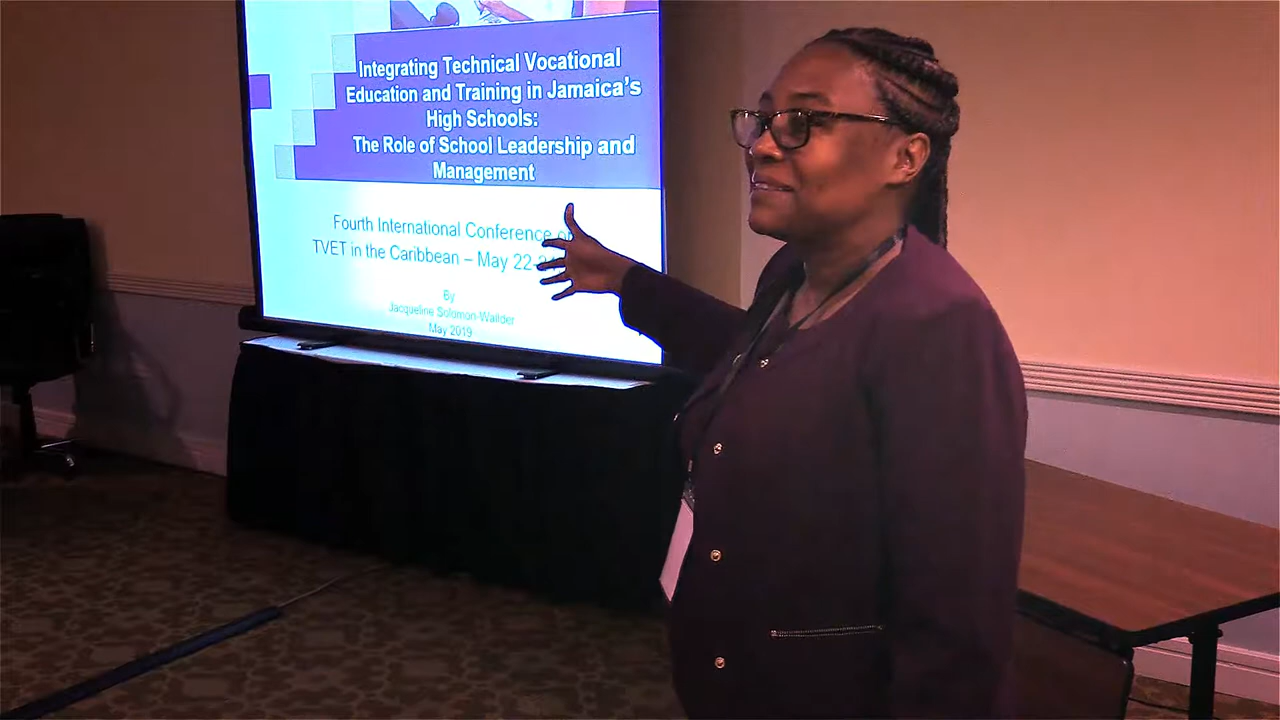 Integrating Technical Vocational
Education and Training in Jamaica's
High Schools:
The Role of School Leadership and
Management
Fourth International Conference
TVET in the Caribbean – May 22-
By
Jacqueline Solomon-Wailder
May 2019